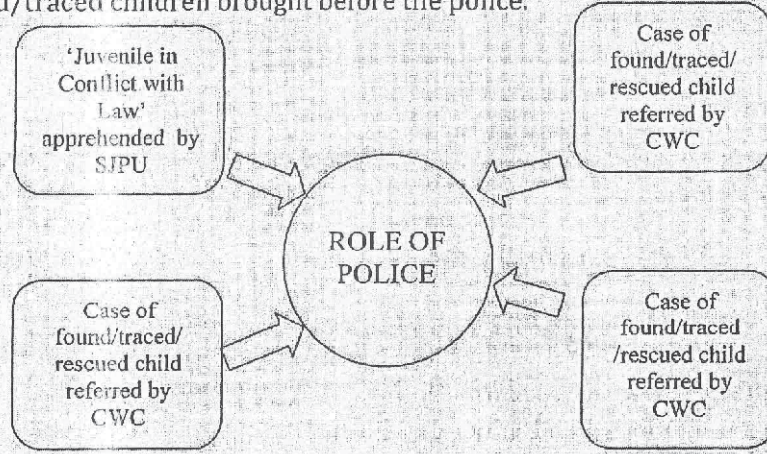 d/traced children brought before the police.
'Juvenile in
Conflict with
Law'
apprehended by
SJPU
Case of
found/traced/
rescued child
referred by
CWC
ROLE OF
POLICE
Case of
found/traced/
rescued child
referred by
CWC
Case of
found/traced
/rescued child
referred by
CWC